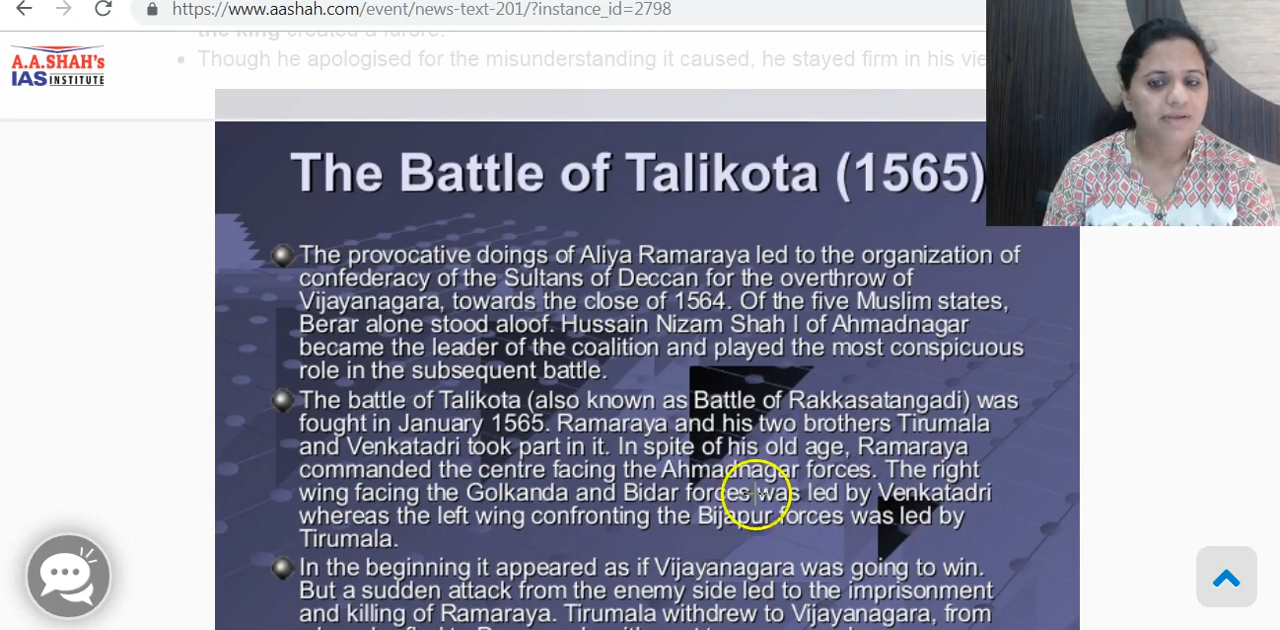 https://www.aashah.com/event/news-text-201/?instance_id=2798
A.A.SHAH's
IAS INSTITUTE
the king created a furore.
Though he apologised for the misunderstanding it caused, he stayed firm in his
The Battle of Talikota (1565)
The provocative doings of Aliya Ramaraya led to the organization of
confederacy of the Sultans of Deccan for the overthrow of
Vijayanagara, towards the close of 1564. Of the five Muslim states,
Berar alone stood aloof. Hussain Nizam Shah I of Ahmadnagar
became the leader of the coalition and played the most conspicuous
role in the subsequent battle.
The battle of Talikota (also known as Battle of Rakkasatangadi) was
fought in January 1565. Ramaraya and his two brothers Tirumala
and Venkatadri took part in it. In spite of his old age, Ramaraya
commanded the centre facing the Ahmadnagar forces. The right
wing facing the Golkanda and Bidar forces was led by Venkatadri
whereas the left wing confronting the Bijapur forces was led by
Tirumala.
In the beginning it appeared as if Vijayanagara was going to win.
But a sudden attack from the enemy side led to the imprisonment
and killing of Ramaraya. Tirumala withdrew to Vijayanagara, from